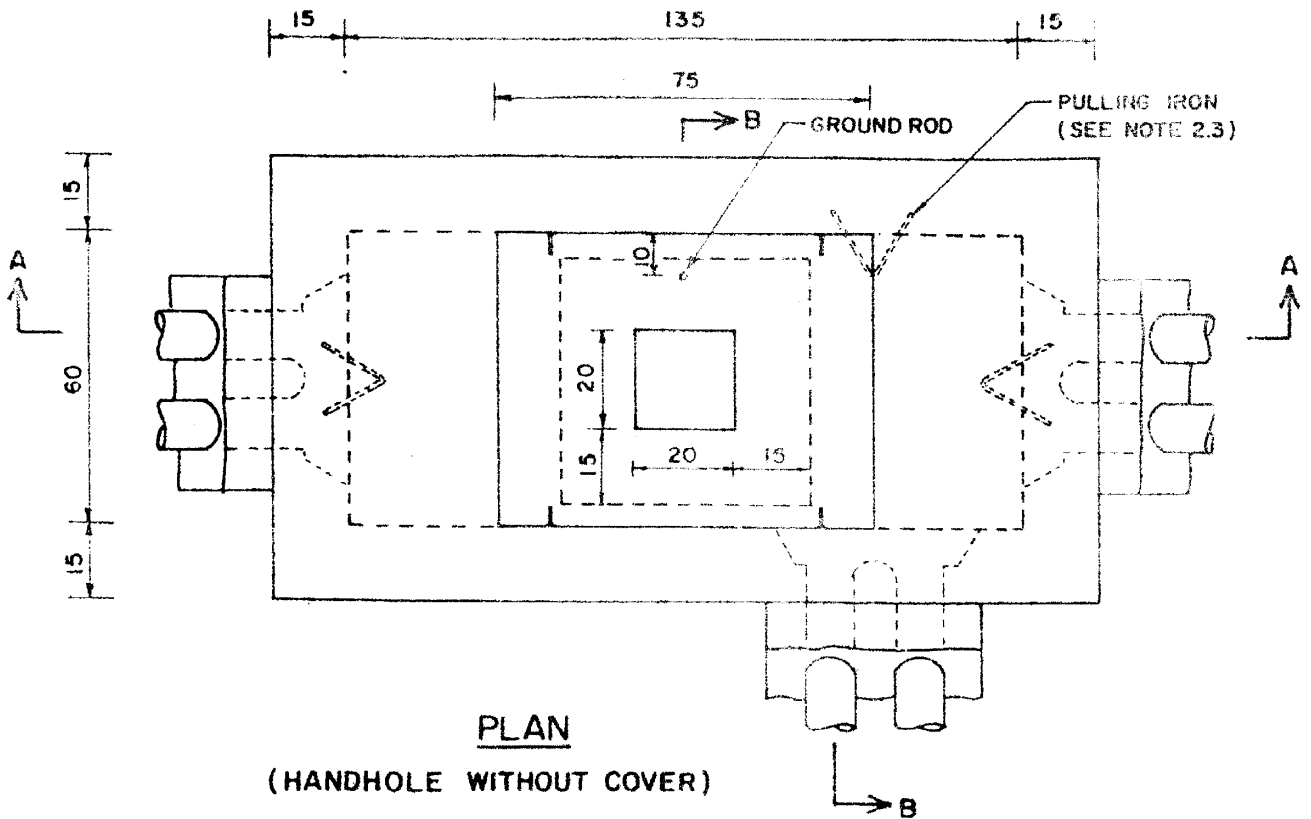 15
135
15
75
PULLING IRON
(SEE NOTE 2.3)
B
GROUND ROD
15
10
A
A
60
20
20
15
15
15
PLAN
(HANDHOLE WITHOUT COVER)
B